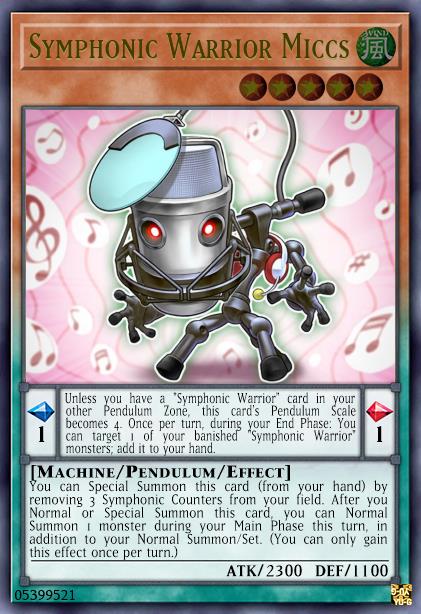 Symphonic Warrior Miccs
WIND
風
Unless you have a "Symphonic Warrior" card in your
other Pendulum Zone, this card's Pendulum Scale
becomes 4. Once per turn, during your End Phase: You
can target 1 of your banished "Symphonic Warrior"
monsters; add it to your hand.
1
1
[Machine/Pendulum/Effect]
You can Special Summon this card (from your hand) by
removing 3 Symphonic Counters from your field. After you
Normal or Special Summon this card, you can Normal
Summon 1 monster during your Main Phase this turn, in
addition to your Normal Summon/Set. (You can only gain
this effect once per turn.)
ATK/2300 DEF/1100
05399521